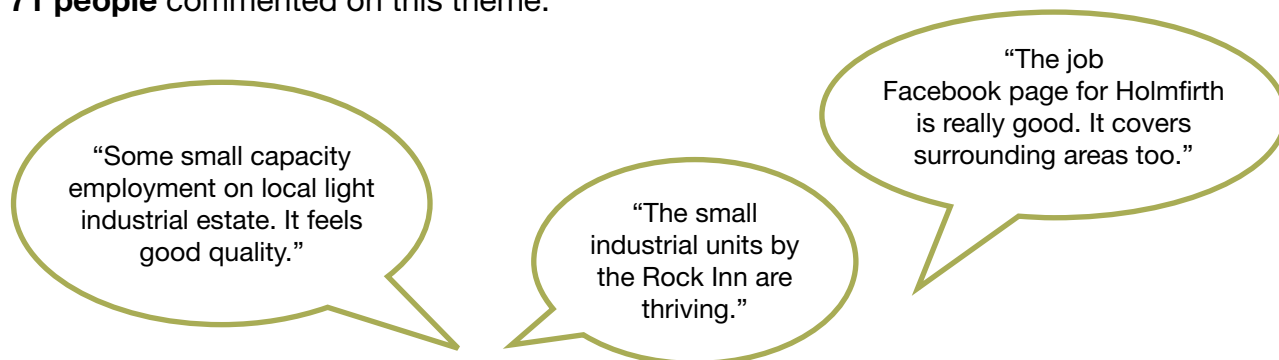 71 people commented on this theme.
“Some small capacity
employment on local light
industrial estate. It feels
good quality.”
“The small
industrial units by
the Rock Inn are
thriving.”
“The job
Facebook page for Holmfirth
is really good. It covers
surrounding areas too.”